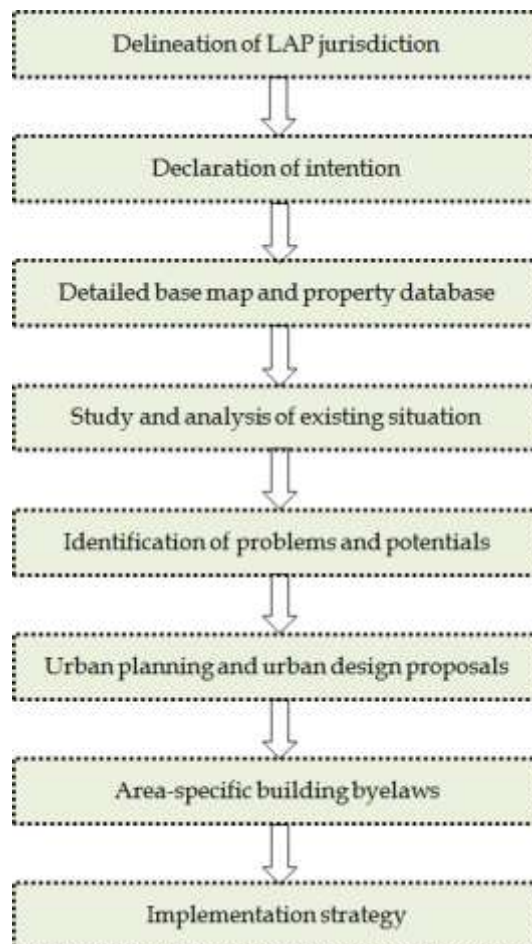 Delineation of LAP jurisdiction
Declaration of intention
Detailed base map and property database
Study and analysis of existing situation
Identification of problems and potentials
Urban planning and urban design proposals
Area-specific building byelaws
Implementation strategy